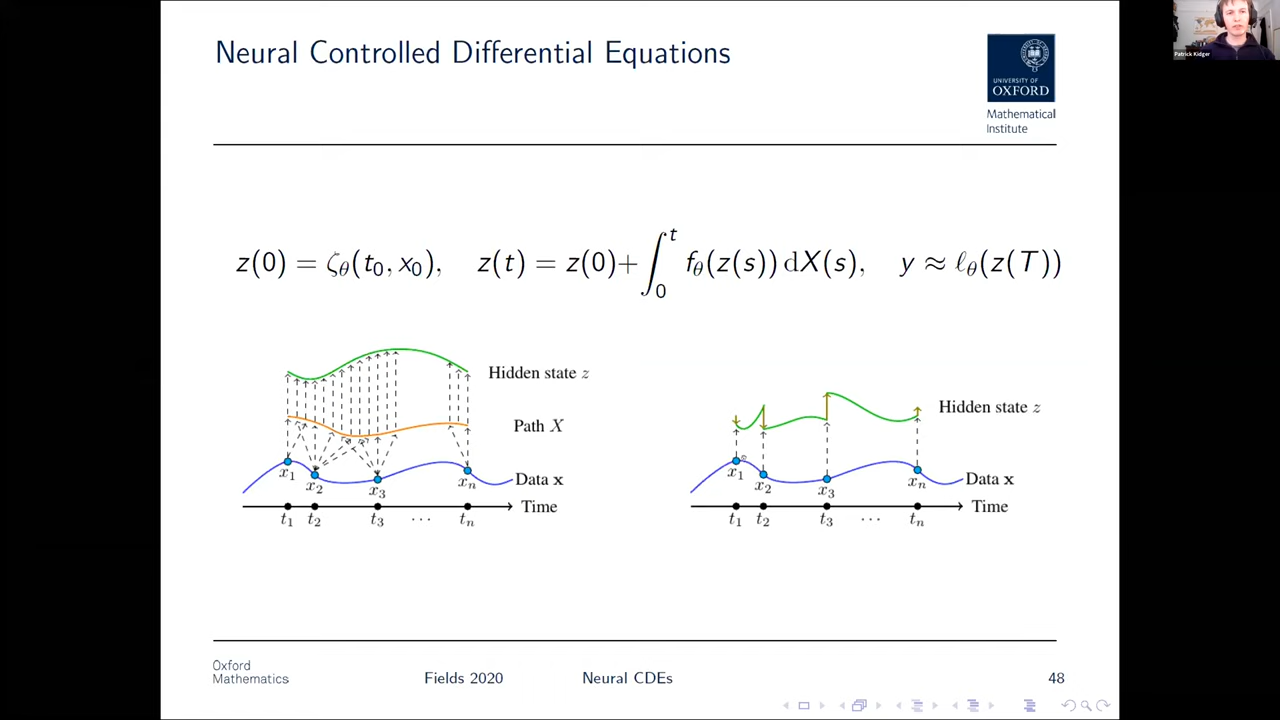 Neural Controlled Differential Equations
UNIVERSITY OF
OXFORD
Mathematical
Institute
Patrick Kidger
z(0) = ζθ(t₀, x₀), z(t) = z(0)+∫₀ᵗ fθ(z(s)) dX(s), y ≈ ℓθ(z(T))
Hidden state z
Path X
x₁ x₂ x₃ xₙ
Data x
Time
t₁ t₂ t₃ ··· tₙ
Hidden state z
x₁ x₂ x₃ xₙ
Data x
Time
t₁ t₂ t₃ ··· tₙ
Oxford
Mathematics
Fields 2020
Neural CDEs
48